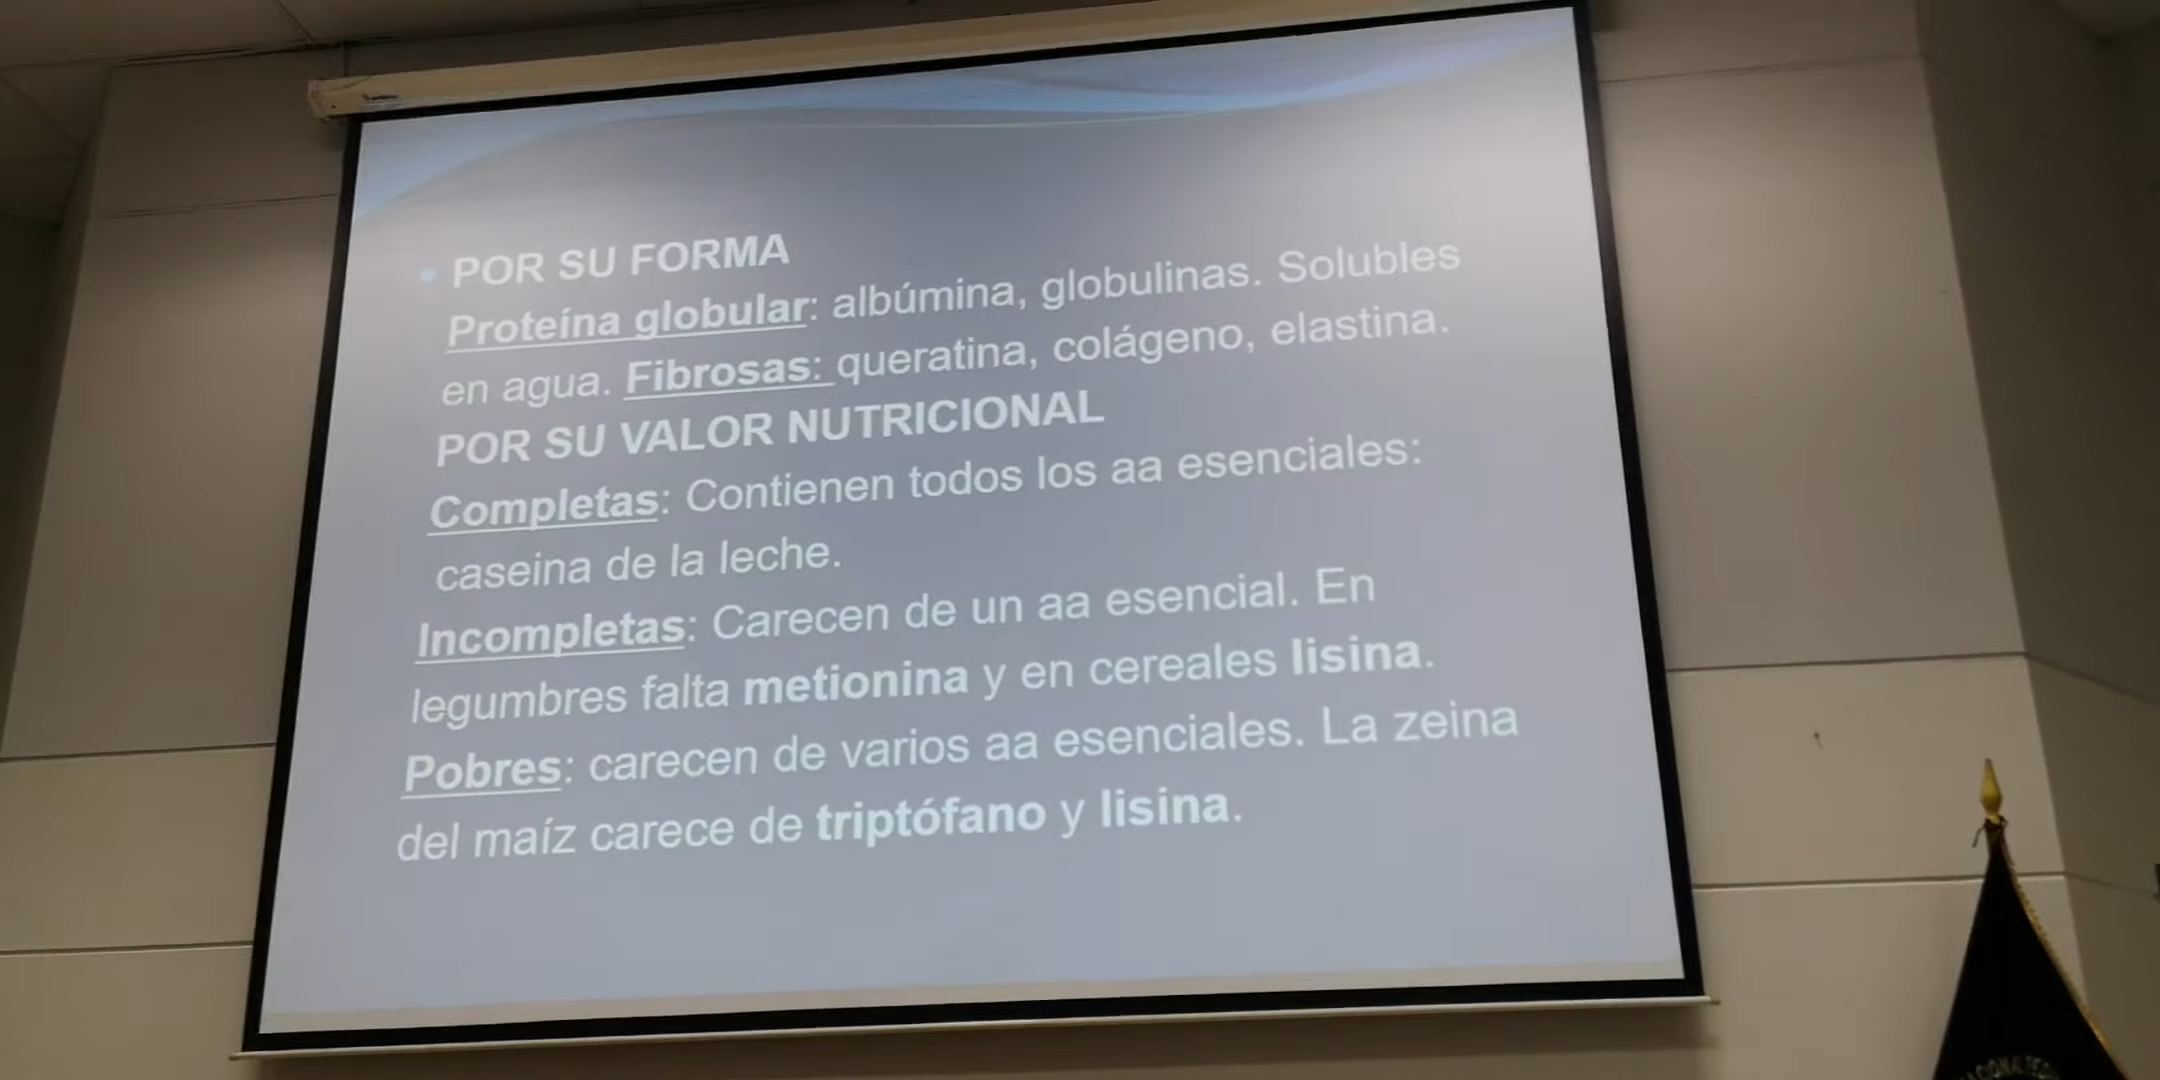 POR SU FORMA
Proteína globular: albúmina, globulinas. Solubles
en agua. Fibrosas: queratina, colágeno, elastina.
POR SU VALOR NUTRICIONAL
Completas: Contienen todos los aa esenciales:
caseina de la leche.
Incompletas: Carecen de un aa esencial. En
legumbres falta metionina y en cereales lisina.
Pobres: carecen de varios aa esenciales. La zeina
del maíz carece de triptófano y lisina.